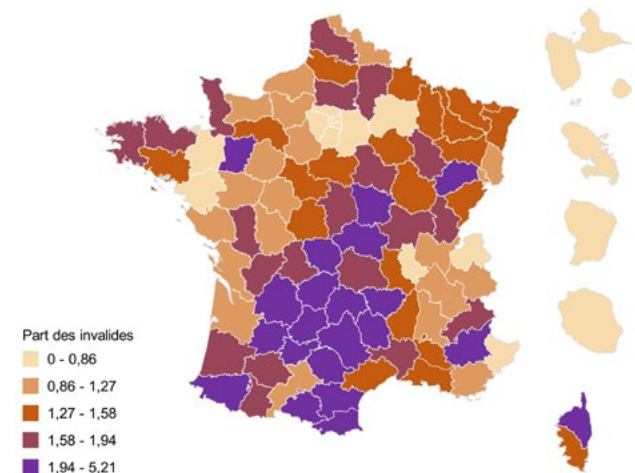 Part des invalides
0 - 0,86
0,86 - 1,27
1,27 - 1,58
1,58 - 1,94
1,94 - 5,21